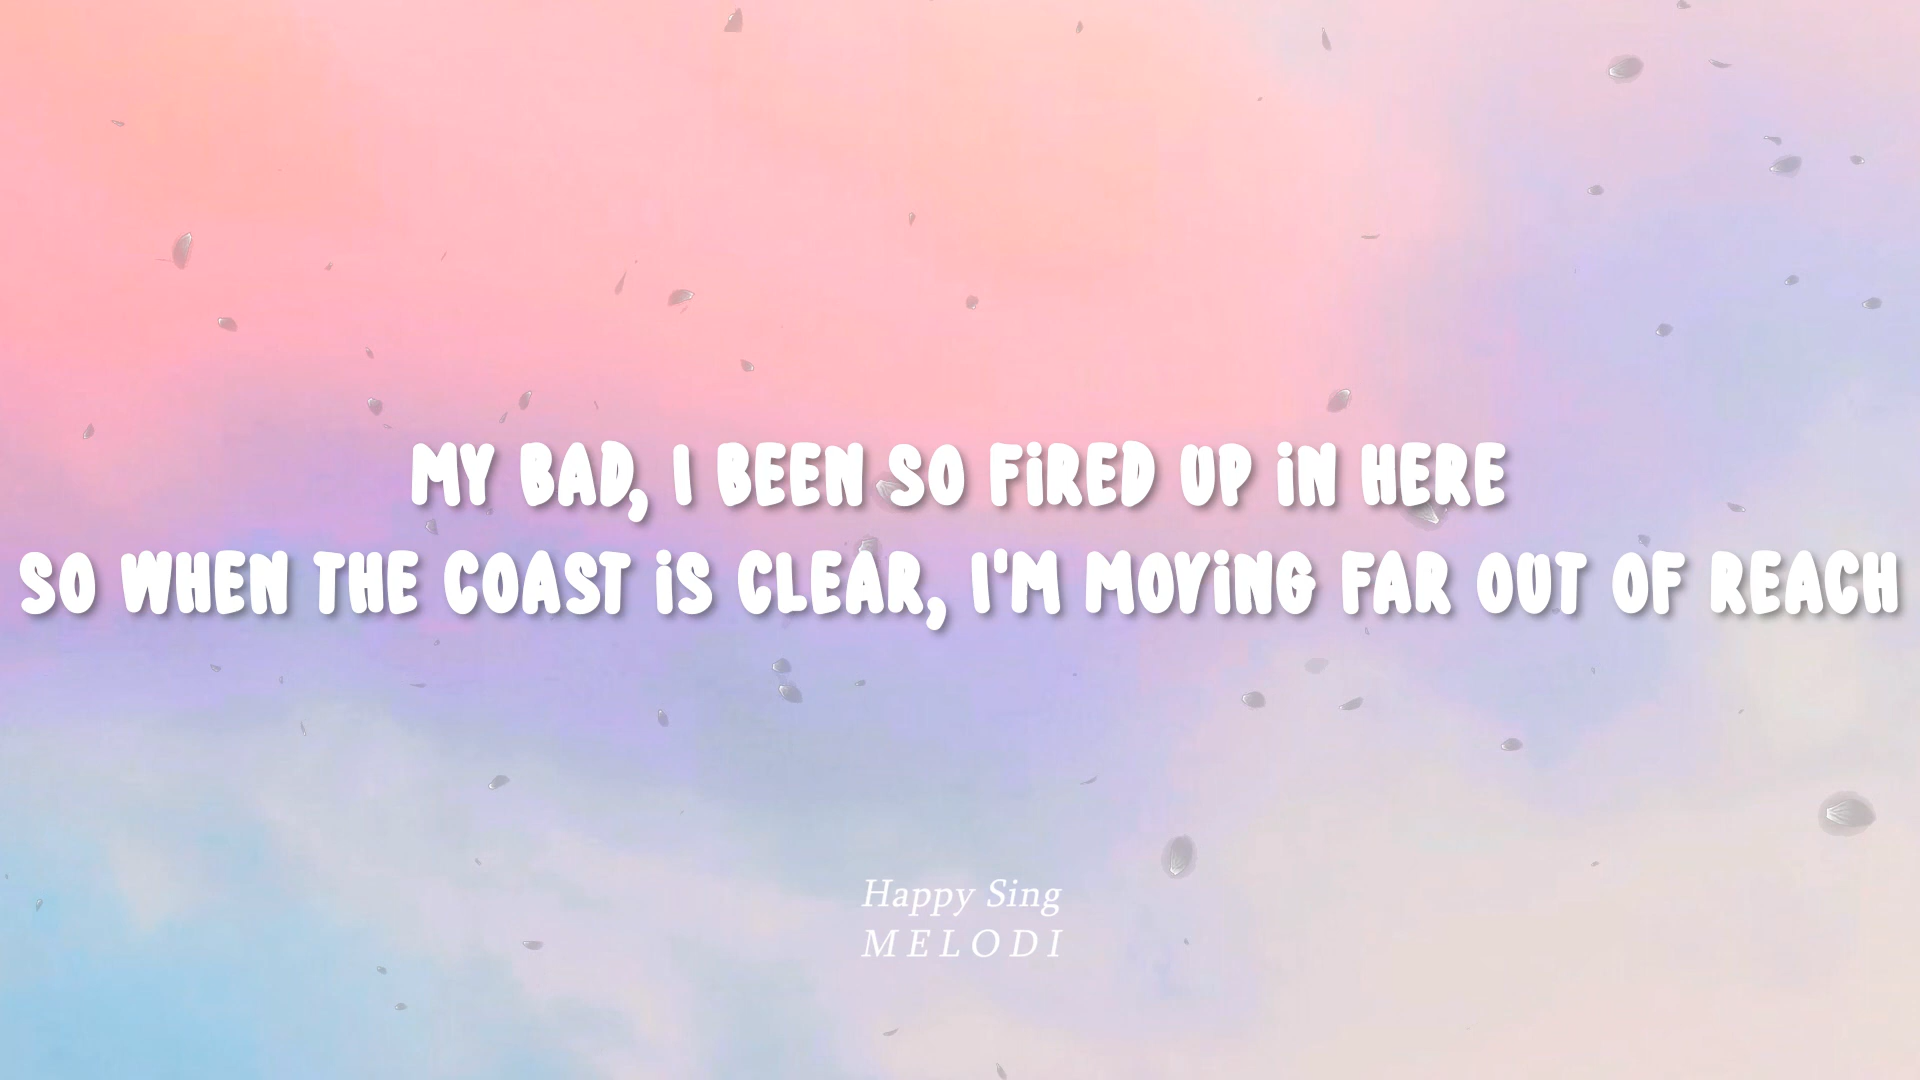 MY BAD, I BEEN SO FiRED UP iN HERE
SO WHEN THE COAST iS CLEAR, I'M MOViNG FAR OUT OF REACH
Happy Sing
MELODI